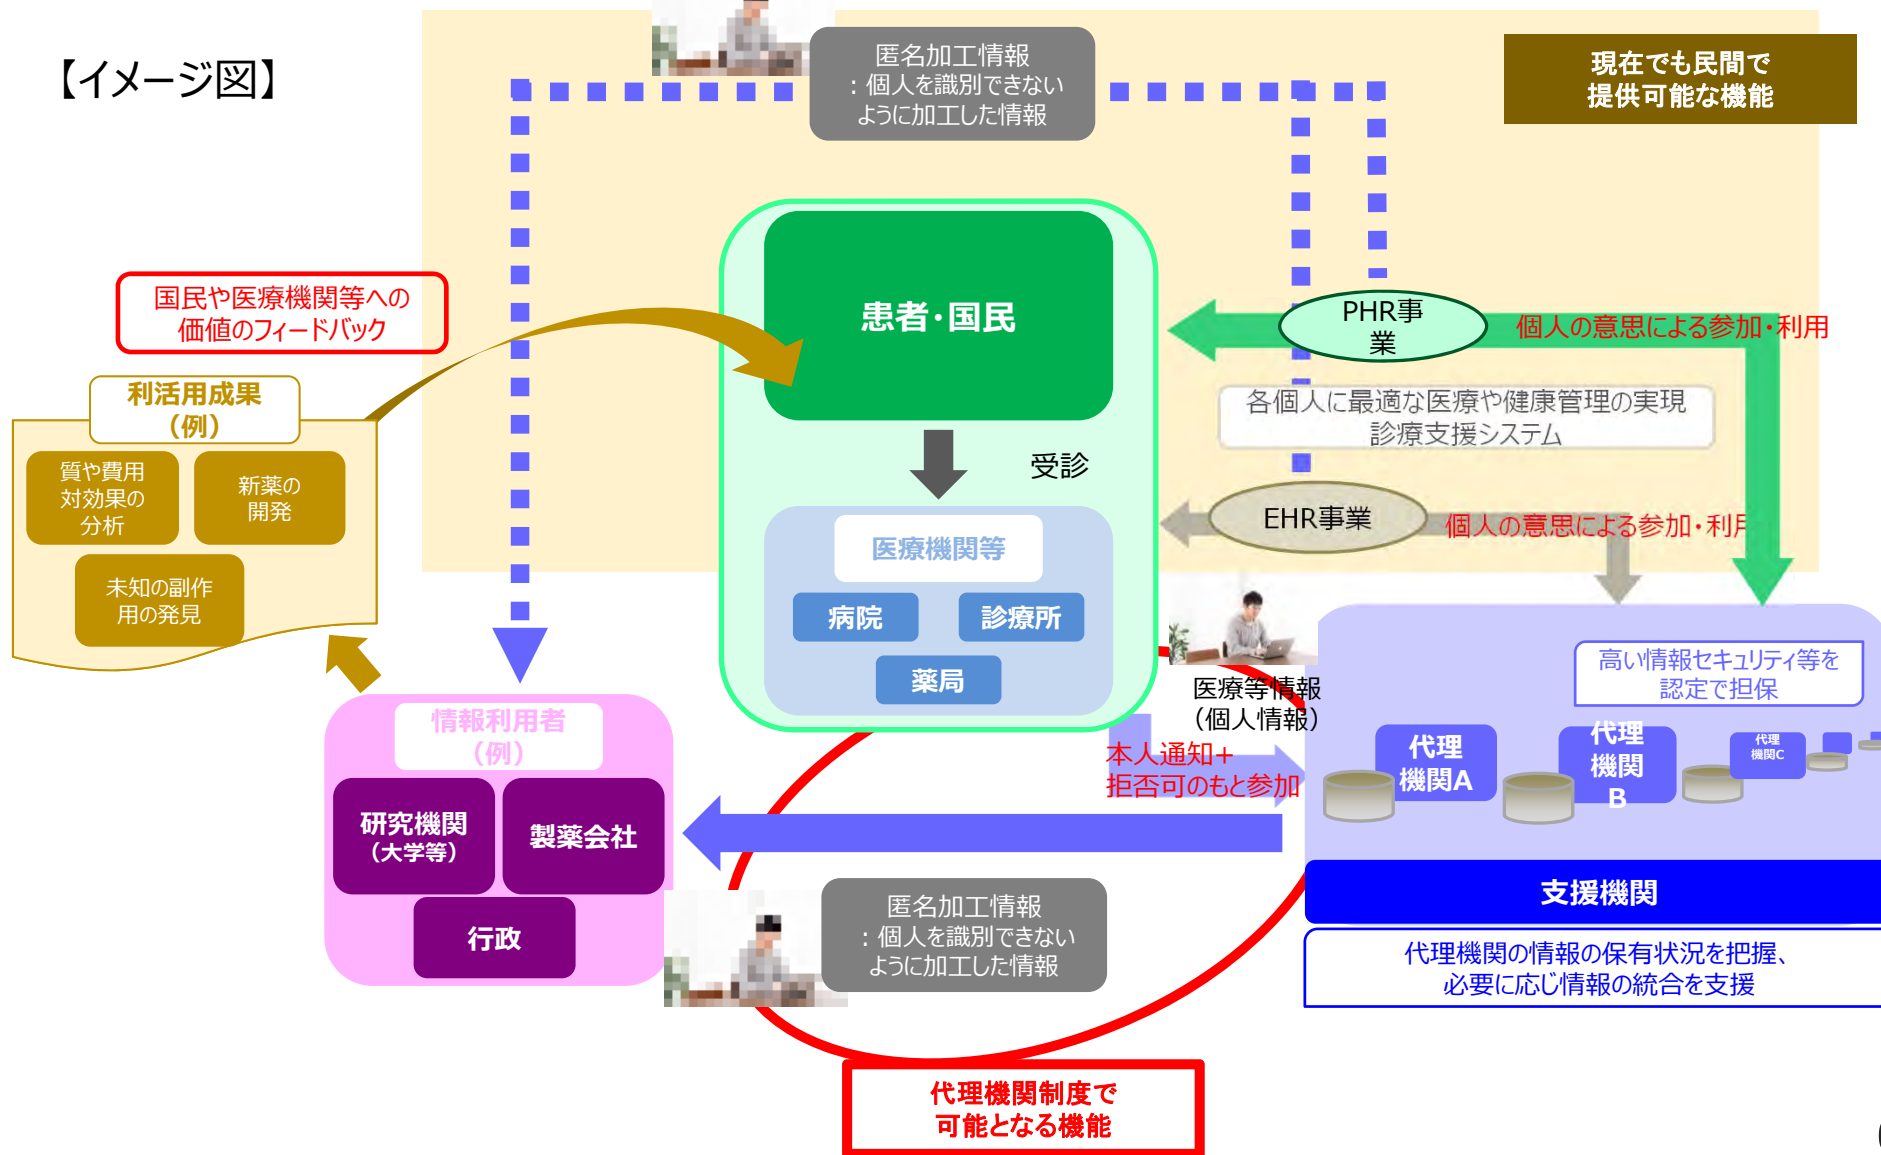 【イメージ図】
匿名加工情報
：個人を識別できない
ように加工した情報
現在でも民間で
提供可能な機能
国民や医療機関等への
価値のフィードバック
患者・国民
PHR事
業
個人の意思による参加・利用
利活用成果
（例）
各個人に最適な医療や健康管理の実現
診療支援システム
質や費用
対効果の
分析
新薬の
開発
受診
EHR事業
個人の意思による参加・利用
医療機関等
未知の副作
用の発見
病院
診療所
薬局
高い情報セキュリティ等を
認定で担保
医療等情報
（個人情報）
情報利用者
（例）
本人通知＋
拒否可のもと参加
代理
機関A
代理
機関
B
代理
機関C
研究機関
（大学等）
製薬会社
行政
匿名加工情報
：個人を識別できない
ように加工した情報
支援機関
代理機関の情報の保有状況を把握、
必要に応じ情報の統合を支援
代理機関制度で
可能となる機能